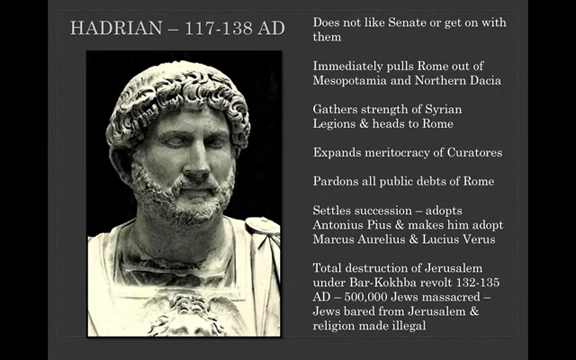 HADRIAN – 117-138 AD
Does not like Senate or get on with
them
Immediately pulls Rome out of
Mesopotamia and Northern Dacia
Gathers strength of Syrian
Legions & heads to Rome
Expands meritocracy of Curatores
Pardons all public debts of Rome
Settles succession – adopts
Antonius Pius & makes him adopt
Marcus Aurelius & Lucius Verus
Total destruction of Jerusalem
under Bar-Kokhba revolt 132-135
AD – 500,000 Jews massacred –
Jews bared from Jerusalem &
religion made illegal